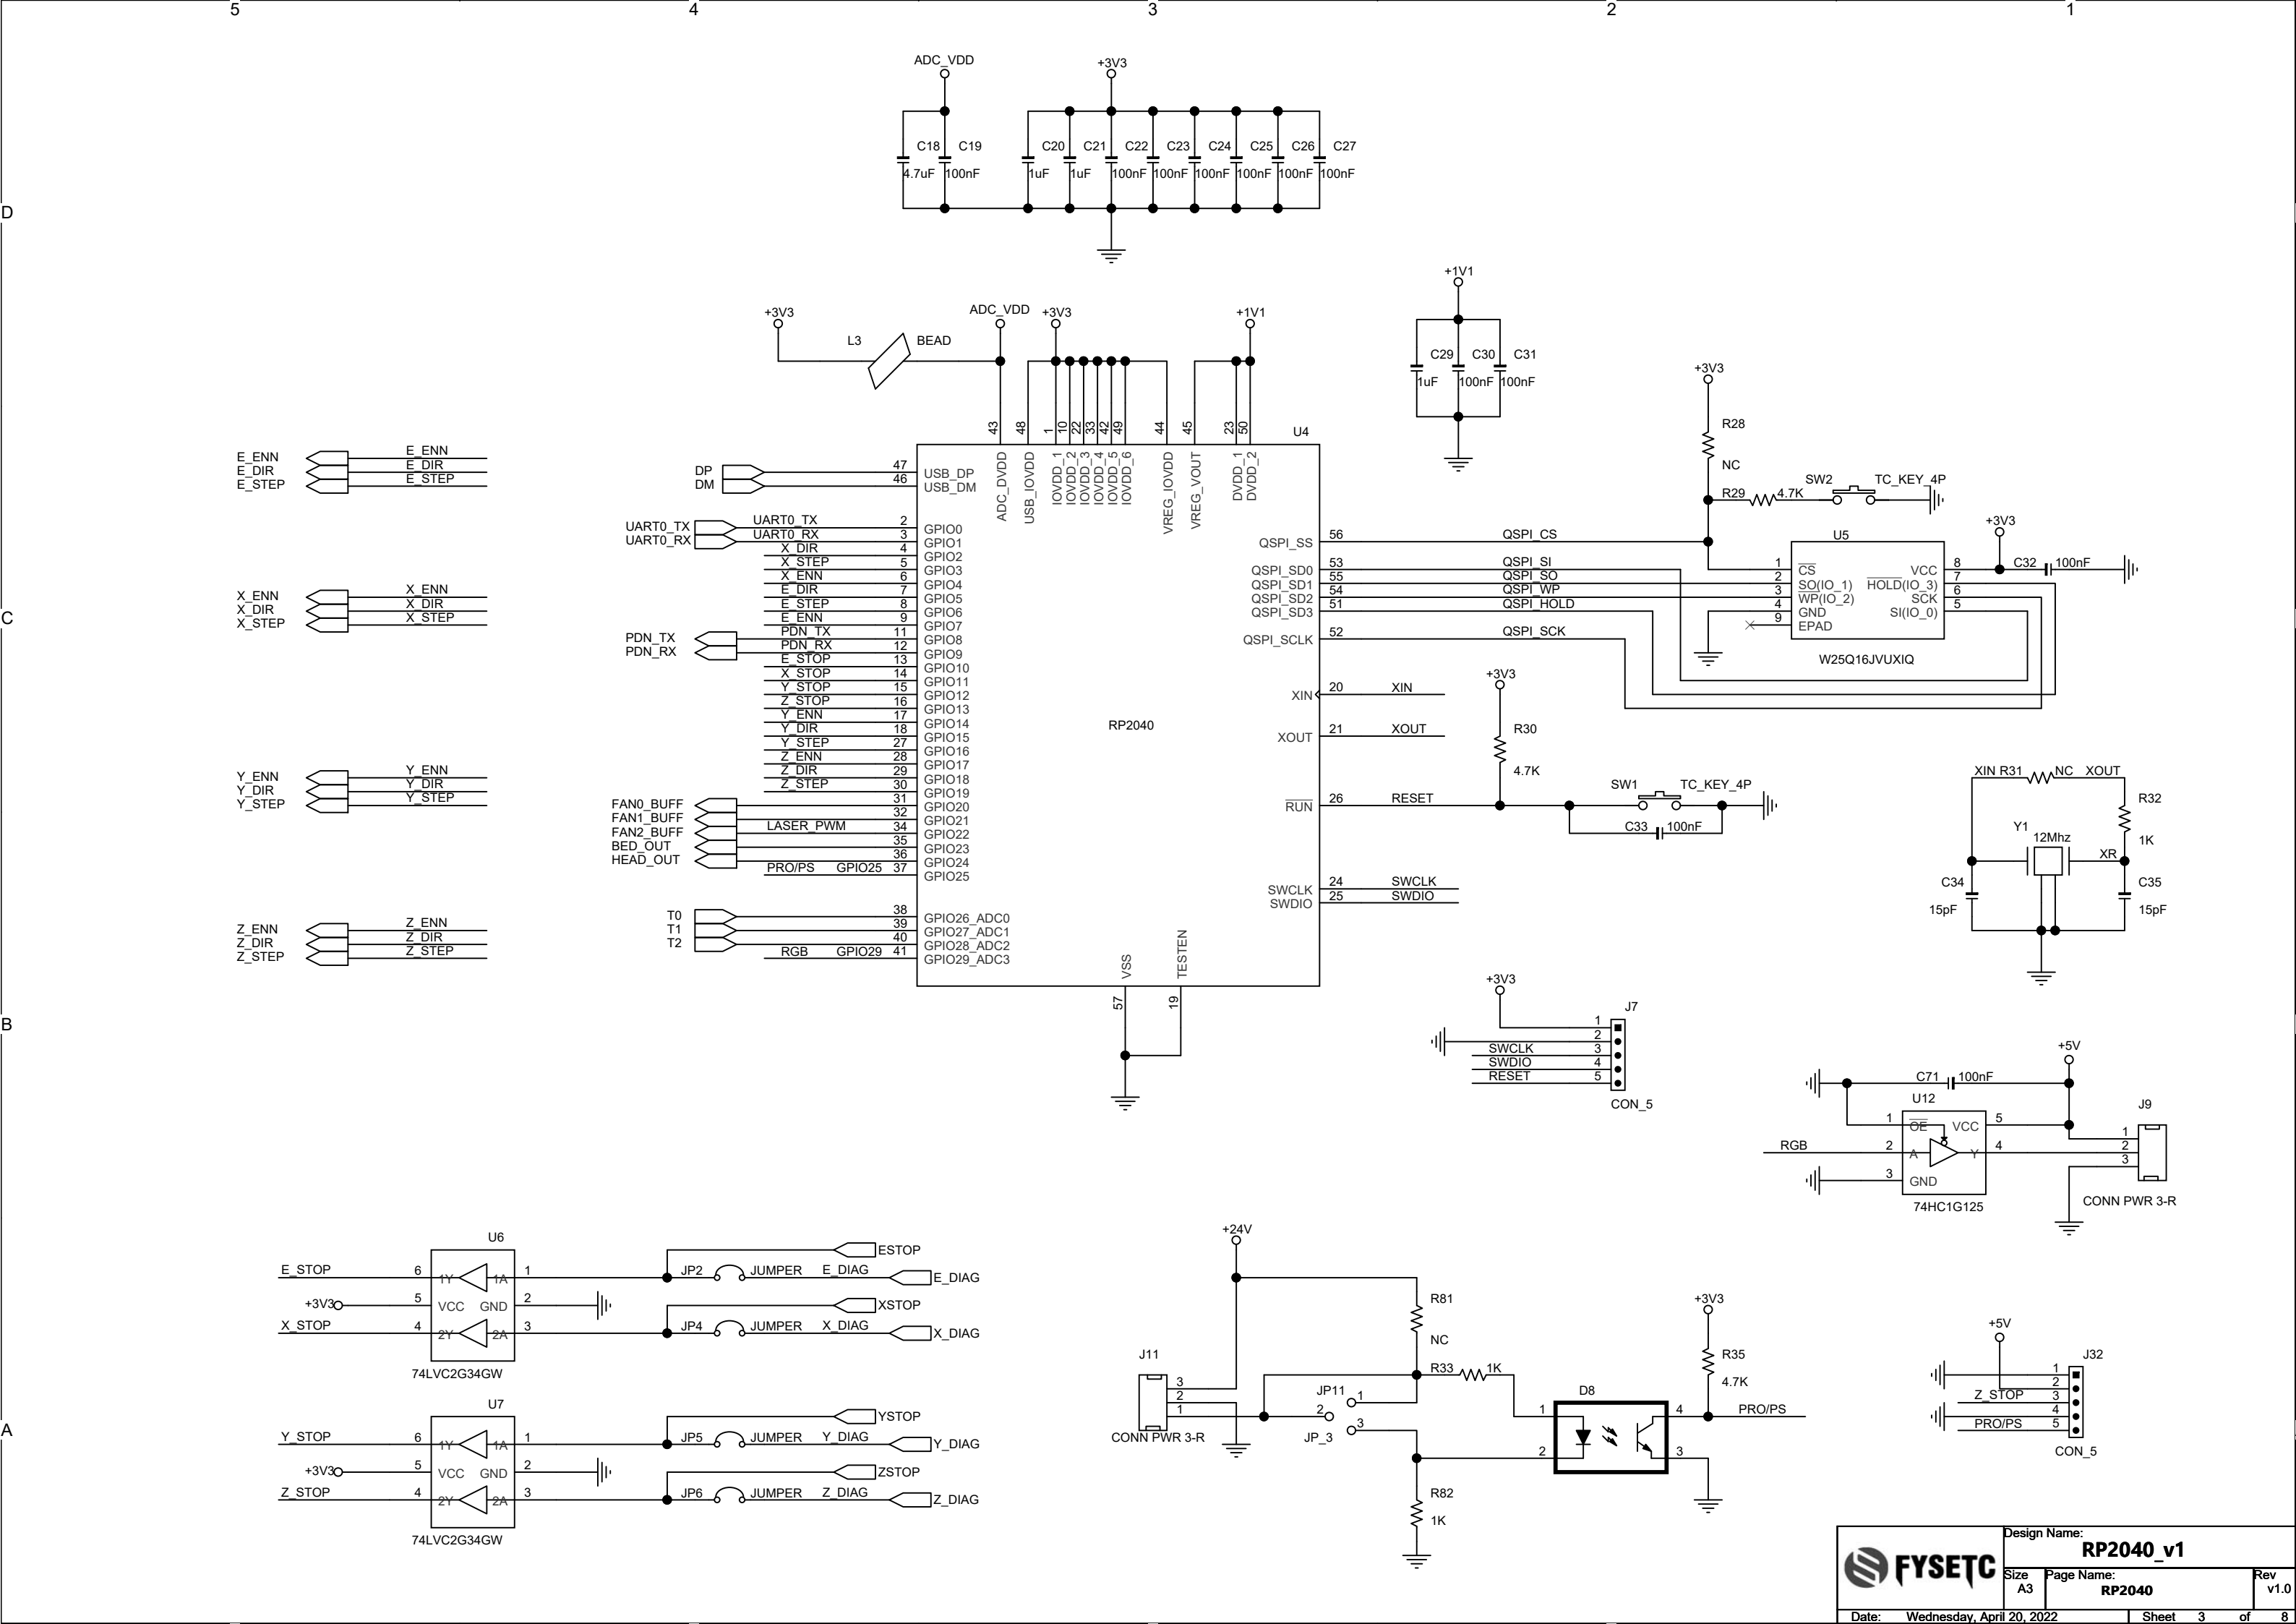 5 4 3 2 1
D
C
B
A
ADC_VDD
+3V3
C18 C19 C20 C21 C22 C23 C24 C25 C26 C27
4.7uF 100nF 1uF 1uF 100nF 100nF 100nF 100nF 100nF 100nF
+1V1
C29 C30 C31
1uF 100nF 100nF
+3V3
L3 BEAD
ADC_VDD
+3V3
+1V1
43 48 1 10 22 33 42 49 44 45 23 50
U4
ADC_DVDD
USB_IOVDD
IOVDD_1
IOVDD_2
IOVDD_3
IOVDD_4
IOVDD_5
IOVDD_6
VREG_IOVDD
VREG_VOUT
DVDD_1
DVDD_2
E_ENN E_ENN
E_DIR E_DIR
E_STEP E_STEP
X_ENN X_ENN
X_DIR X_DIR
X_STEP X_STEP
Y_ENN Y_ENN
Y_DIR Y_DIR
Y_STEP Y_STEP
Z_ENN Z_ENN
Z_DIR Z_DIR
Z_STEP Z_STEP
DP 47 USB_DP
DM 46 USB_DM
UART0_TX UART0_TX 2 GPIO0
UART0_RX UART0_RX 3 GPIO1
X_DIR 4 GPIO2
X_STEP 5 GPIO3
X_ENN 6 GPIO4
E_DIR 7 GPIO5
E_STEP 8 GPIO6
E_ENN 9 GPIO7
PDN_TX PDN_TX 11 GPIO8
PDN_RX PDN_RX 12 GPIO9
E_STOP 13 GPIO10
X_STOP 14 GPIO11
Y_STOP 15 GPIO12
Z_STOP 16 GPIO13
Y_ENN 17 GPIO14
Y_DIR 18 GPIO15
Y_STEP 27 GPIO16
Z_ENN 28 GPIO17
Z_DIR 29 GPIO18
Z_STEP 30 GPIO19
FAN0_BUFF 31 GPIO20
FAN1_BUFF 32 GPIO21
FAN2_BUFF LASER_PWM 34 GPIO22
BED_OUT 35 GPIO23
HEAD_OUT 36 GPIO24
PRO/PS GPIO25 37 GPIO25
T0 38 GPIO26_ADC0
T1 39 GPIO27_ADC1
T2 40 GPIO28_ADC2
RGB GPIO29 41 GPIO29_ADC3
RP2040
VSS TESTEN
57 19
QSPI_SS 56 QSPI_CS
QSPI_SD0 53 QSPI_SI
QSPI_SD1 55 QSPI_SO
QSPI_SD2 54 QSPI_WP
QSPI_SD3 51 QSPI_HOLD
QSPI_SCLK 52 QSPI_SCK
XIN 20 XIN
XOUT 21 XOUT
RUN 26 RESET
SWCLK 24 SWCLK
SWDIO 25 SWDIO
+3V3
R28
NC
R29 4.7K
SW2 TC_KEY_4P
U5
+3V3
1 CS VCC 8
2 SO(IO_1) HOLD(IO_3) 7
3 WP(IO_2) SCK 6
4 GND SI(IO_0) 5
9 EPAD
C32 100nF
W25Q16JVUXIQ
+3V3
R30
4.7K
SW1 TC_KEY_4P
C33 100nF
XIN R31 NC XOUT
R32
1K
Y1
12Mhz
XR
C34 C35
15pF 15pF
+3V3
J7
1
2
SWCLK 3
SWDIO 4
RESET 5
CON_5
+5V
C71 100nF
U12
1 OE VCC 5
RGB 2 A Y 4
3 GND
74HC1G125
J9
1
2
3
CONN PWR 3-R
U6
E_STOP 6 1Y 1A 1
+3V3 5 VCC GND 2
X_STOP 4 2Y 2A 3
74LVC2G34GW
ESTOP
JP2 JUMPER E_DIAG E_DIAG
XSTOP
JP4 JUMPER X_DIAG X_DIAG
U7
Y_STOP 6 1Y 1A 1
+3V3 5 VCC GND 2
Z_STOP 4 2Y 2A 3
74LVC2G34GW
YSTOP
JP5 JUMPER Y_DIAG Y_DIAG
ZSTOP
JP6 JUMPER Z_DIAG Z_DIAG
+24V
R81
NC
J11
3
2
1
CONN PWR 3-R
R33 1K
JP11 1
2
3
JP_3
R82
1K
D8
1 4
2 3
+3V3
R35
4.7K
PRO/PS
+5V
J32
1
2
Z_STOP 3
4
PRO/PS 5
CON_5
FYSETC
Design Name:
RP2040_v1
Size Page Name: Rev
A3 RP2040 v1.0
Date: Wednesday, April 20, 2022 Sheet 3 of 8